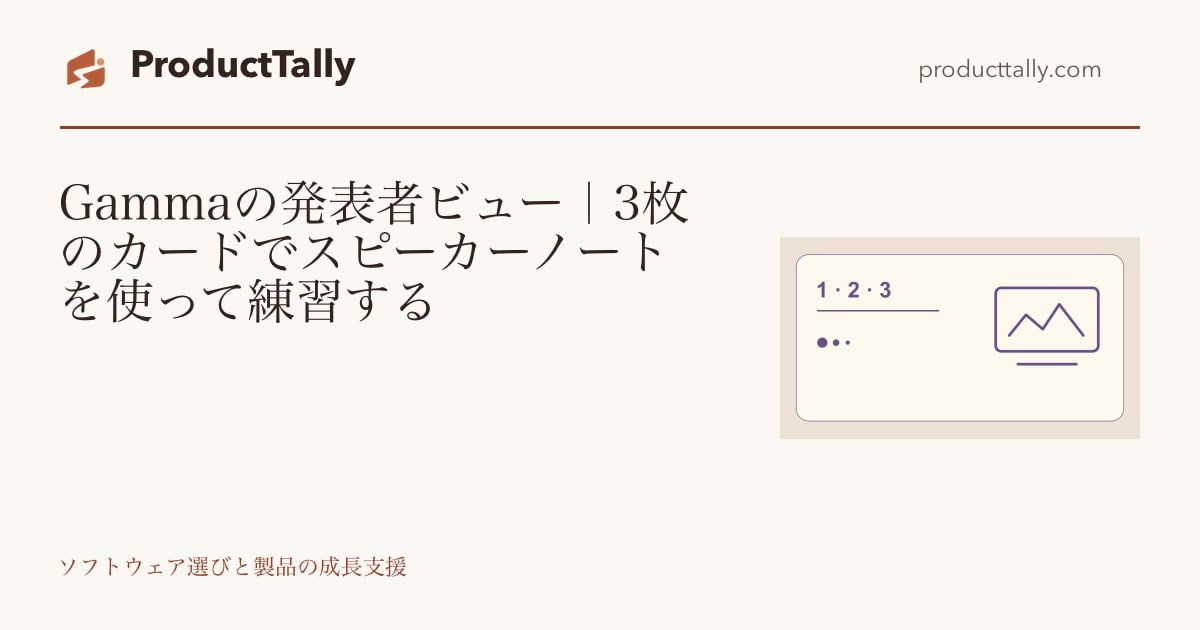 ProductTally
producttally.com
Gammaの発表者ビュー｜3枚
のカードでスピーカーノート
を使って練習する
1・2・3
ソフトウェア選びと製品の成長支援